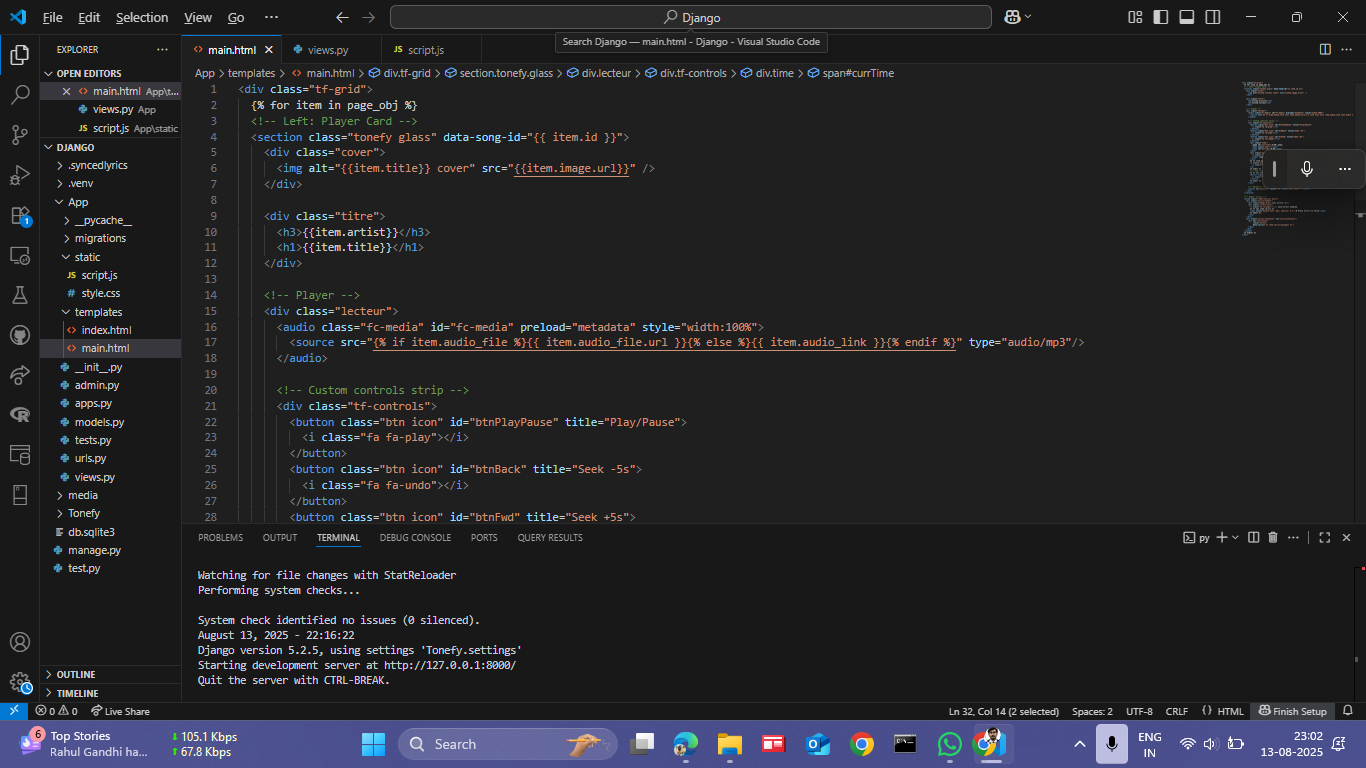 File Edit Selection View Go ··· Django
Search Django — main.html - Django - Visual Studio Code
EXPLORER ···
OPEN EDITORS
main.html App\t...
views.py App
script.js App\static
DJANGO
.syncedlyrics
.venv
App
__pycache__
migrations
static
JS script.js
# style.css
templates
<> index.html
<> main.html
__init__.py
admin.py
apps.py
models.py
tests.py
urls.py
views.py
media
Tonefy
db.sqlite3
manage.py
test.py
OUTLINE
TIMELINE
1
<> main.html views.py JS script.js
App > templates > <> main.html > div.tf-grid > section.tonefy.glass > div.lecteur > div.tf-controls > div.time > span#currTime
1 <div class="tf-grid">
2 {% for item in page_obj %}
3 <!-- Left: Player Card -->
4 <section class="tonefy glass" data-song-id="{{ item.id }}">
5 <div class="cover">
6 <img alt="{{item.title}} cover" src="{{item.image.url}}" />
7 </div>
8
9 <div class="titre">
10 <h3>{{item.artist}}</h3>
11 <h1>{{item.title}}</h1>
12 </div>
13
14 <!-- Player -->
15 <div class="lecteur">
16 <audio class="fc-media" id="fc-media" preload="metadata" style="width:100%">
17 <source src="{% if item.audio_file %}{{ item.audio_file.url }}{% else %}{{ item.audio_link }}{% endif %}" type="audio/mp3"/>
18 </audio>
19
20 <!-- Custom controls strip -->
21 <div class="tf-controls">
22 <button class="btn icon" id="btnPlayPause" title="Play/Pause">
23 <i class="fa fa-play"></i>
24 </button>
25 <button class="btn icon" id="btnBack" title="Seek -5s">
26 <i class="fa fa-undo"></i>
27 </button>
28 <button class="btn icon" id="btnFwd" title="Seek +5s">
PROBLEMS OUTPUT TERMINAL DEBUG CONSOLE PORTS QUERY RESULTS py
Watching for file changes with StatReloader
Performing system checks...
System check identified no issues (0 silenced).
August 13, 2025 - 22:16:22
Django version 5.2.5, using settings 'Tonefy.settings'
Starting development server at http://127.0.0.1:8000/
Quit the server with CTRL-BREAK.
0 0 Live Share Ln 32, Col 14 (2 selected) Spaces: 2 UTF-8 CRLF {} HTML Finish Setup
6 Top Stories
Rahul Gandhi ha...
105.1 Kbps
67.8 Kbps
Search
ENG
IN
23:02
13-08-2025